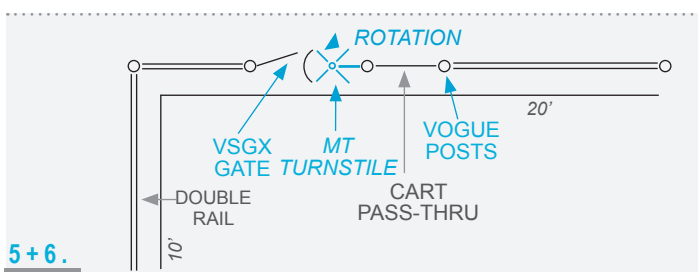 ROTATION
20'
VSGX
GATE
MT
TURNSTILE
VOGUE
POSTS
CART
PASS-THRU
DOUBLE
RAIL
10'
5+6.